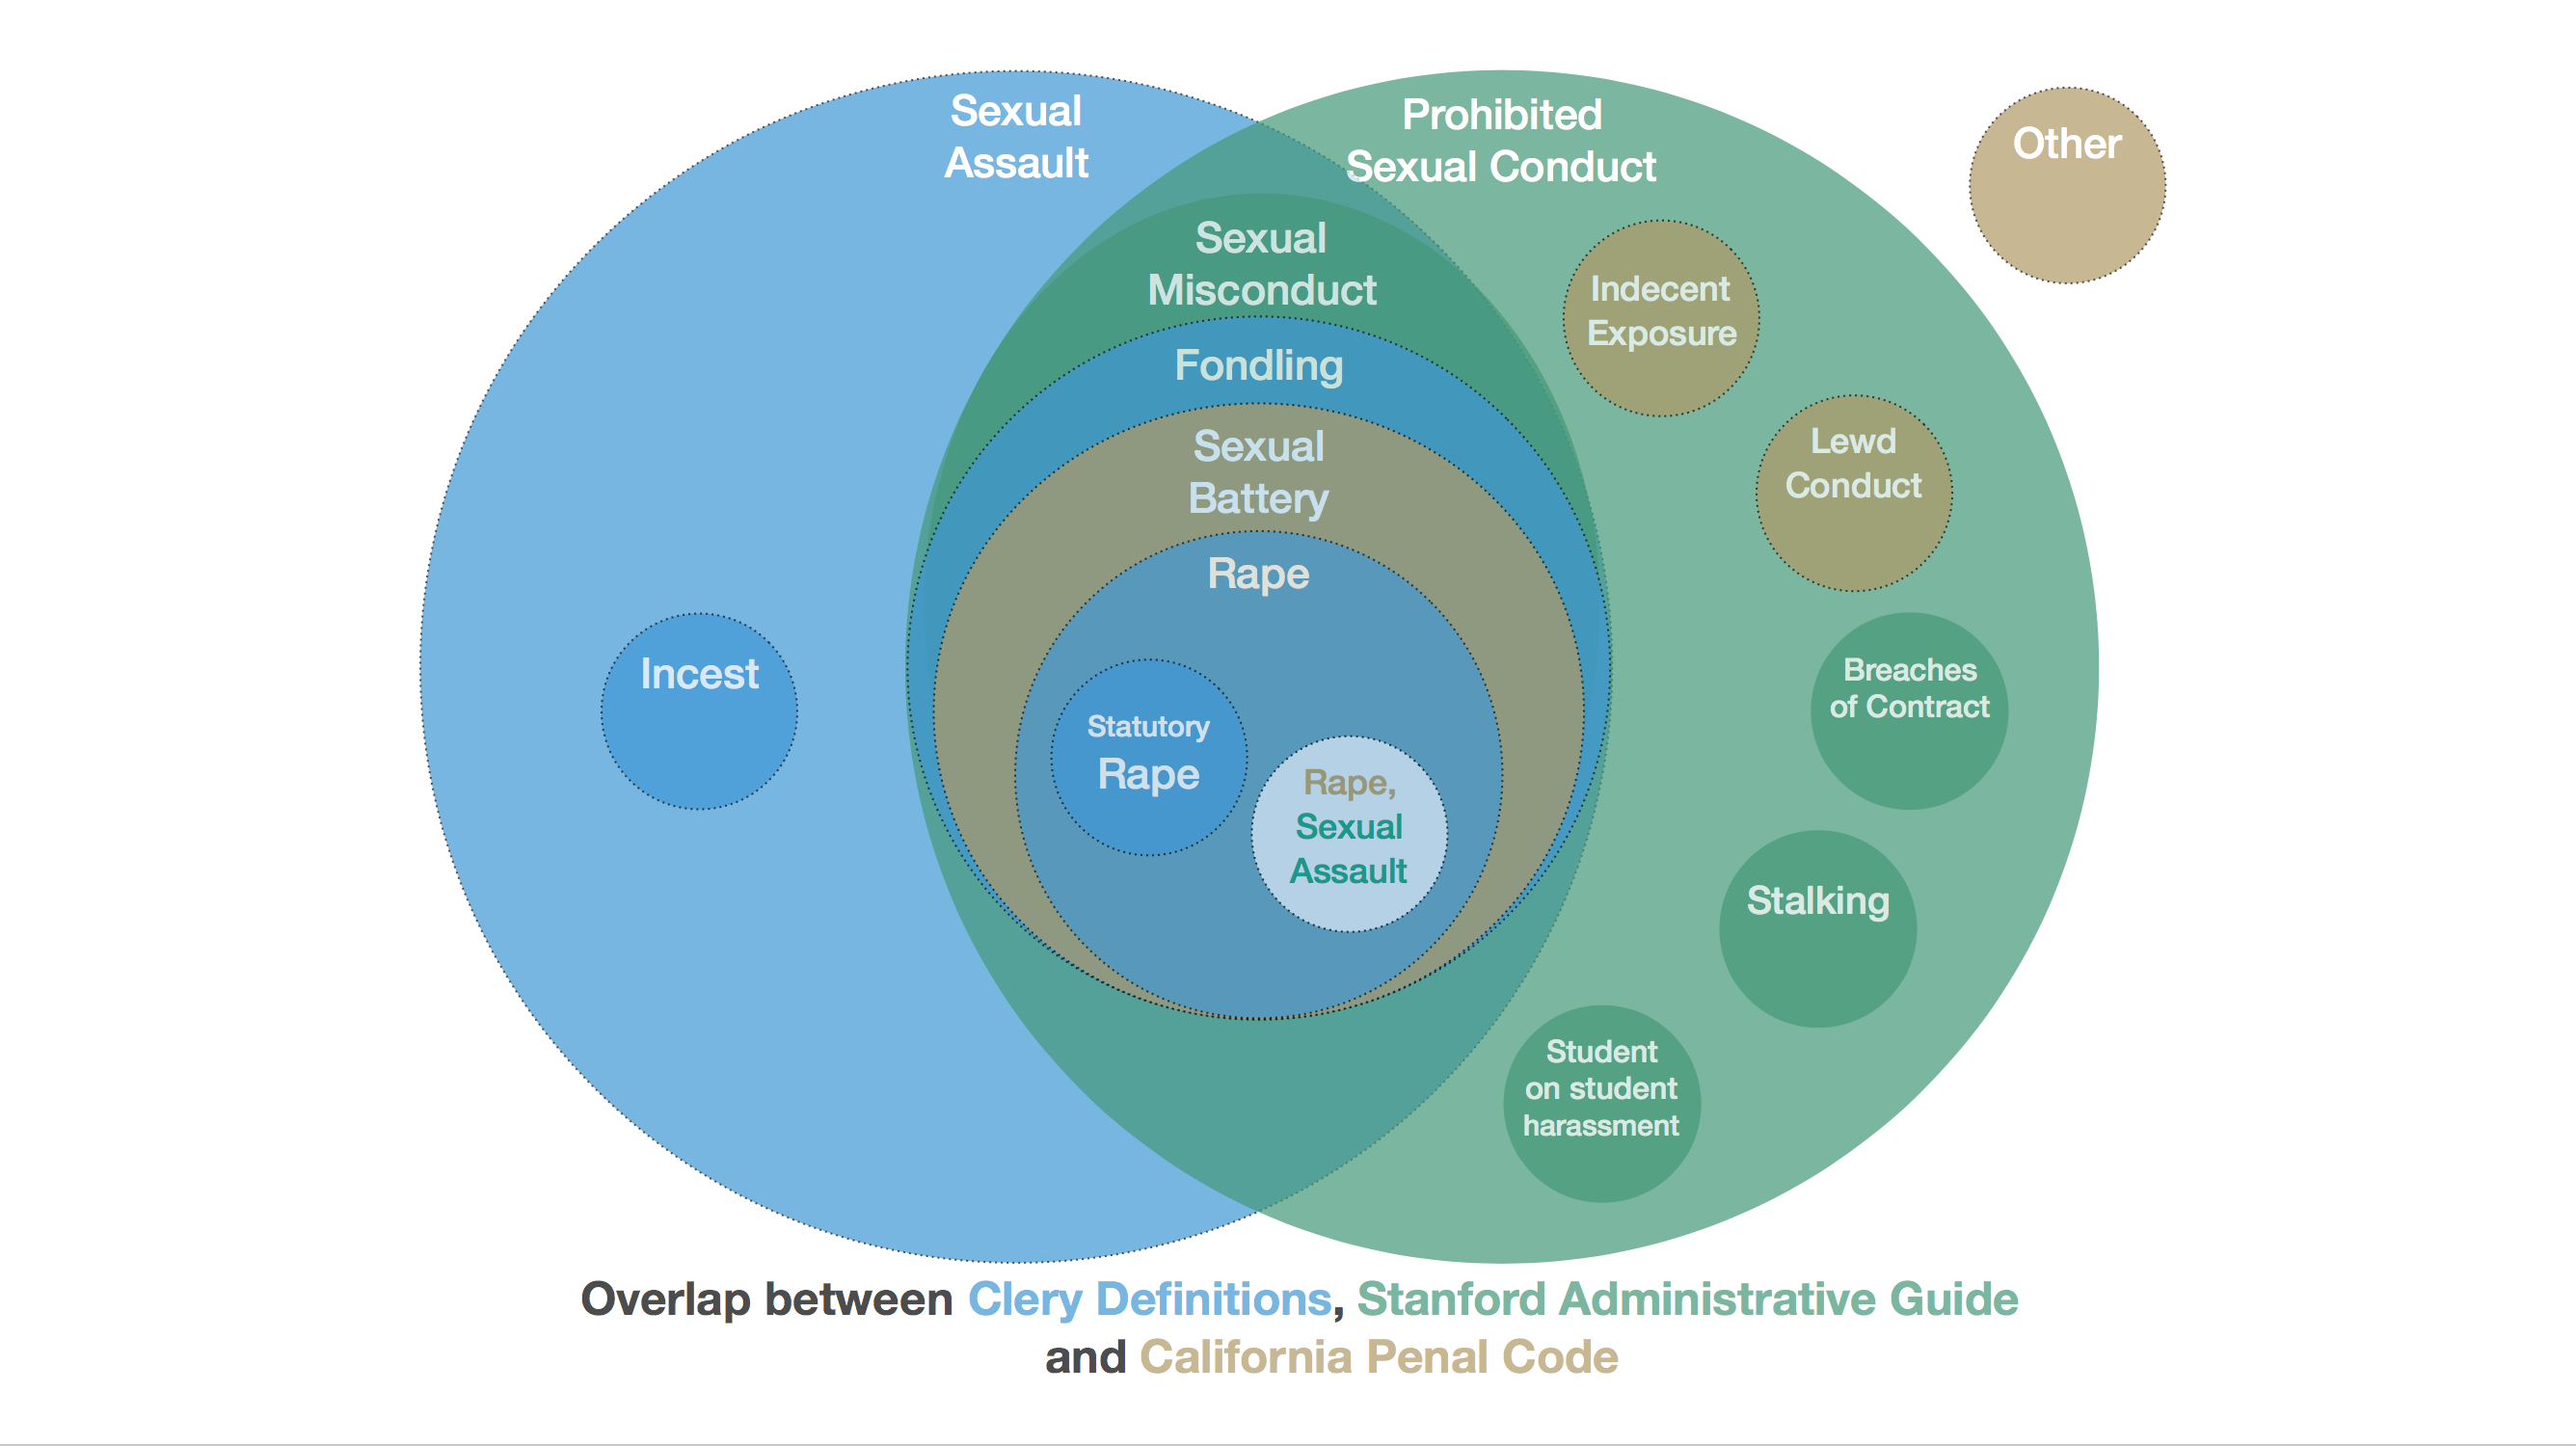 Sexual
Assault
Prohibited
Sexual Conduct
Other
Sexual
Misconduct
Indecent
Exposure
Fondling
Sexual
Battery
Lewd
Conduct
Rape
Incest
Statutory
Rape
Rape,
Sexual
Assault
Breaches
of Contract
Stalking
Student
on student
harassment
Overlap between Clery Definitions, Stanford Administrative Guide
and California Penal Code